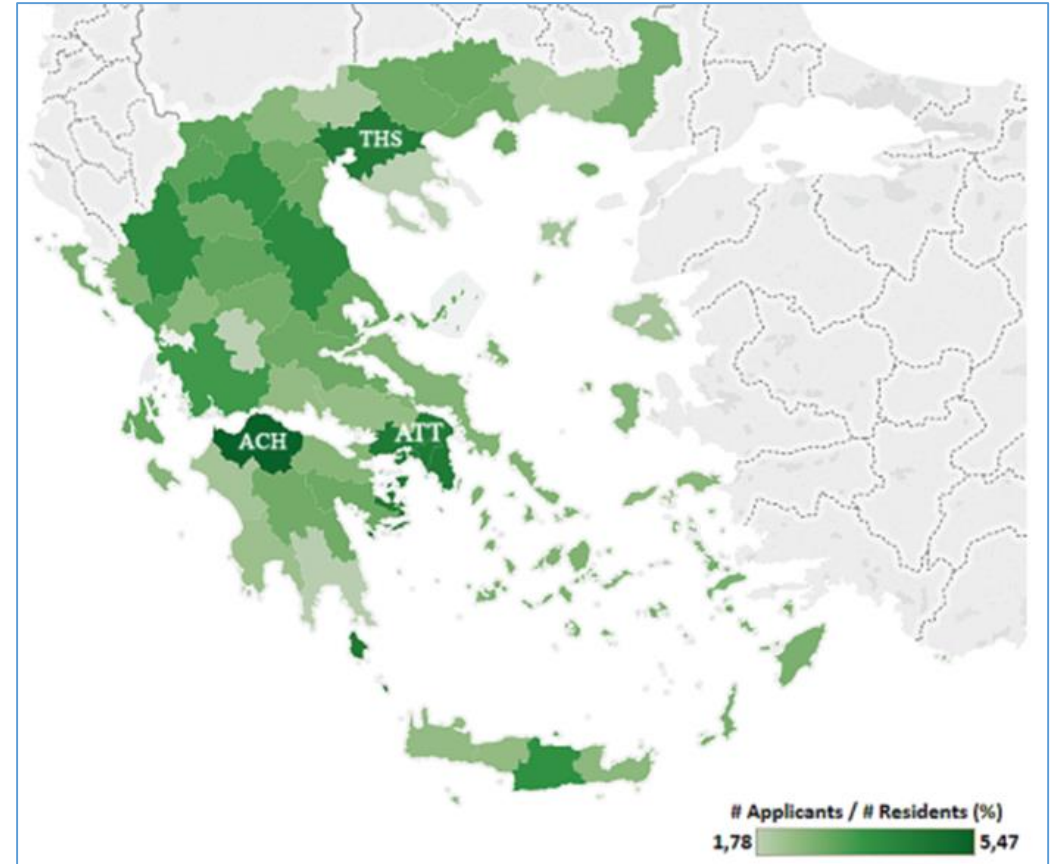 THS
ACH
ATT
# Applicants / # Residents (%)
1,78
5,47